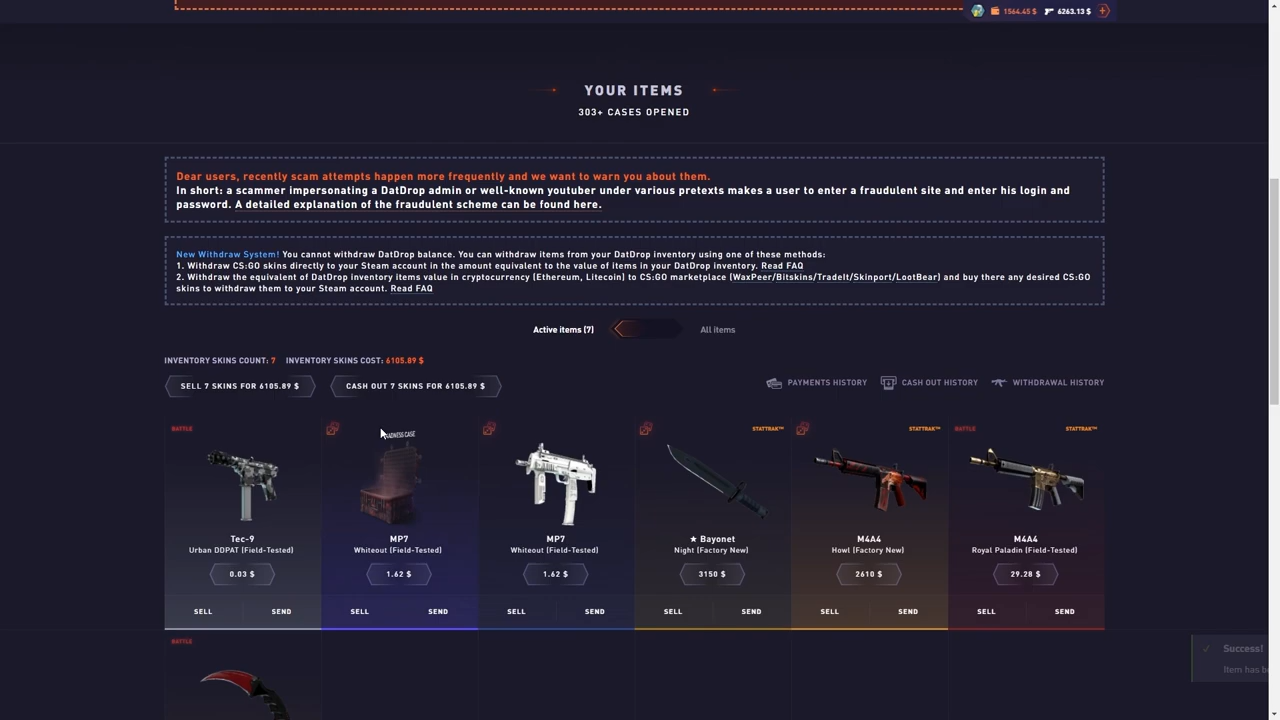 1564.45 $ 6263.13 $
YOUR ITEMS
303+ CASES OPENED
Dear users, recently scam attempts happen more frequently and we want to warn you about them.
In short: a scammer impersonating a DatDrop admin or well-known youtuber under various pretexts makes a user to enter a fraudulent site and enter his login and
password. A detailed explanation of the fraudulent scheme can be found here.
New Withdraw System! You cannot withdraw DatDrop balance. You can withdraw items from your DatDrop inventory using one of these methods:
1. Withdraw CS:GO skins directly to your Steam account in the amount equivalent to the value of items in your DatDrop inventory. Read FAQ
2. Withdraw the equivalent of DatDrop inventory items value in cryptocurrency (Ethereum, Litecoin) to CS:GO marketplace (WaxPeer/Bitskins/TradeIt/Skinport/LootBear) and buy there any desired CS:GO
skins to withdraw them to your Steam account. Read FAQ
Active items (7) All items
INVENTORY SKINS COUNT: 7 INVENTORY SKINS COST: 6105.89 $
SELL 7 SKINS FOR 6105.89 $ CASH OUT 7 SKINS FOR 6105.89 $ PAYMENTS HISTORY CASH OUT HISTORY WITHDRAWAL HISTORY
BATTLE STATTRAK™ STATTRAK™ BATTLE STATTRAK™
CASE
Tec-9 MP7 MP7 ★ Bayonet M4A4 M4A4
Urban DDPAT (Field-Tested) Whiteout (Field-Tested) Whiteout (Field-Tested) Night (Factory New) Howl (Factory New) Royal Paladin (Field-Tested)
0.03 $ 1.62 $ 1.62 $ 3150 $ 2610 $ 29.28 $
SELL SEND SELL SEND SELL SEND SELL SEND SELL SEND SELL SEND
BATTLE
Success!
Item has